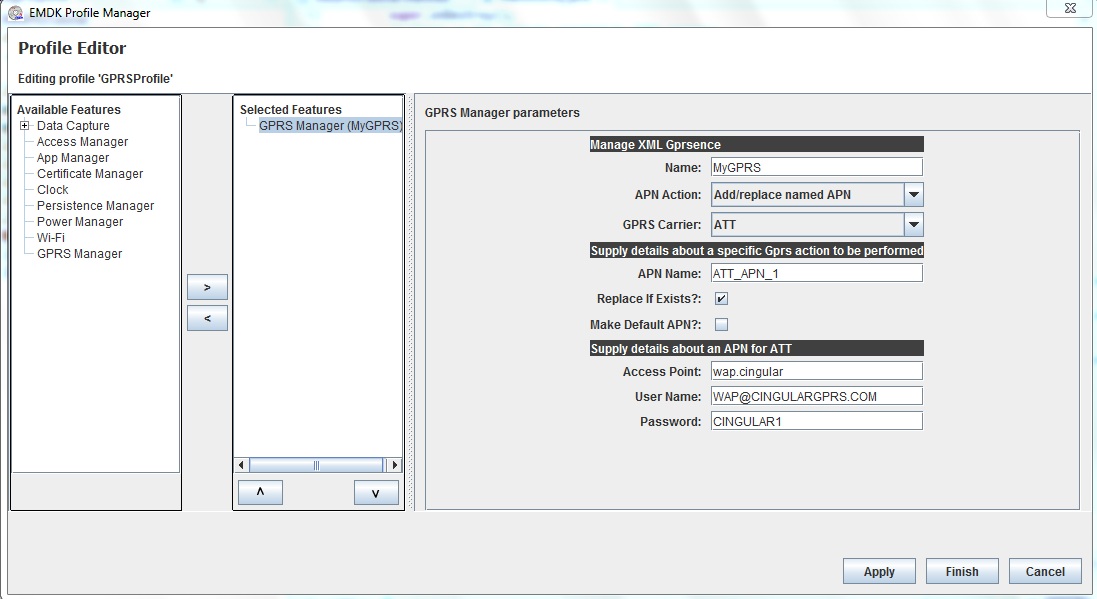 EMDK Profile Manager
Profile Editor
Editing profile 'GPRSProfile'
Available Features
Data Capture
Access Manager
App Manager
Certificate Manager
Clock
Persistence Manager
Power Manager
Wi-Fi
GPRS Manager
>
<
Selected Features
GPRS Manager (MyGPRS)
˄
˅
GPRS Manager parameters
Manage XML Gprsence
Name: MyGPRS
APN Action: Add/replace named APN
GPRS Carrier: ATT
Supply details about a specific Gprs action to be performed
APN Name: ATT_APN_1
Replace If Exists?:
Make Default APN?:
Supply details about an APN for ATT
Access Point: wap.cingular
User Name: WAP@CINGULARGPRS.COM
Password: CINGULAR1
Apply Finish Cancel